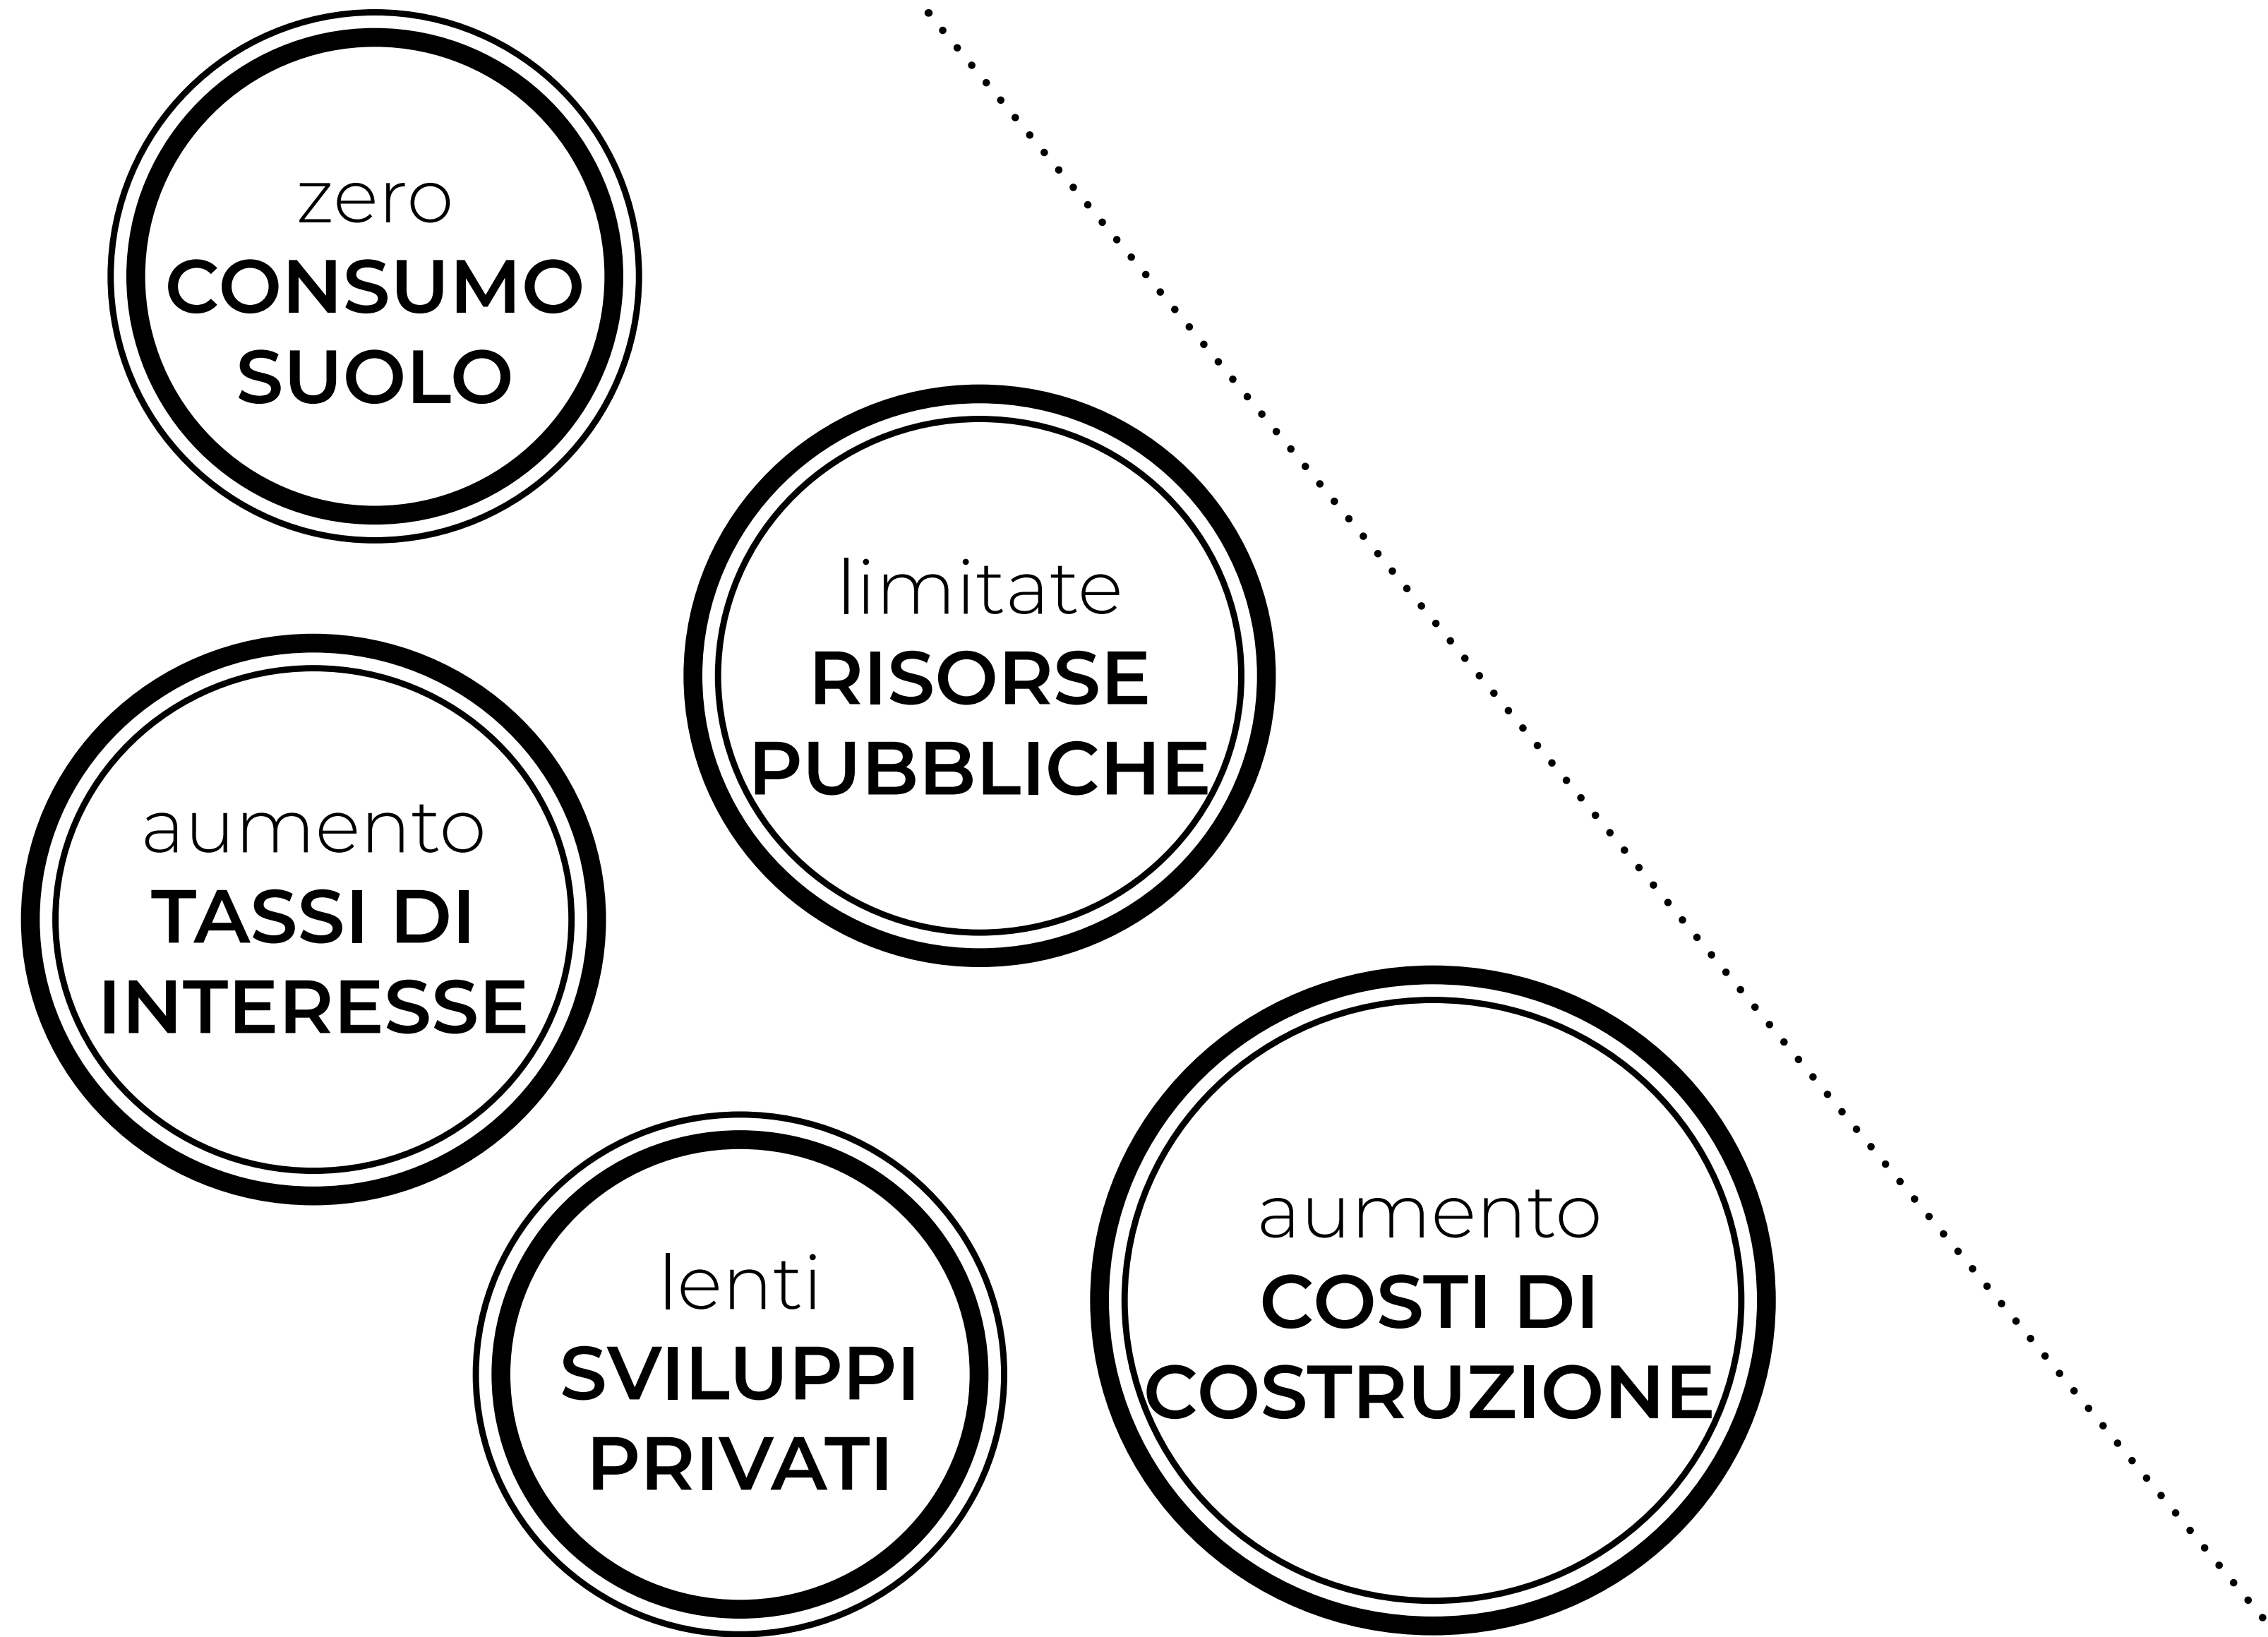 zero
CONSUMO
SUOLO
limitate
RISORSE
PUBBLICHE
aumento
TASSI DI
INTERESSE
aumento
COSTI DI
COSTRUZIONE
lenti
SVILUPPI
PRIVATI